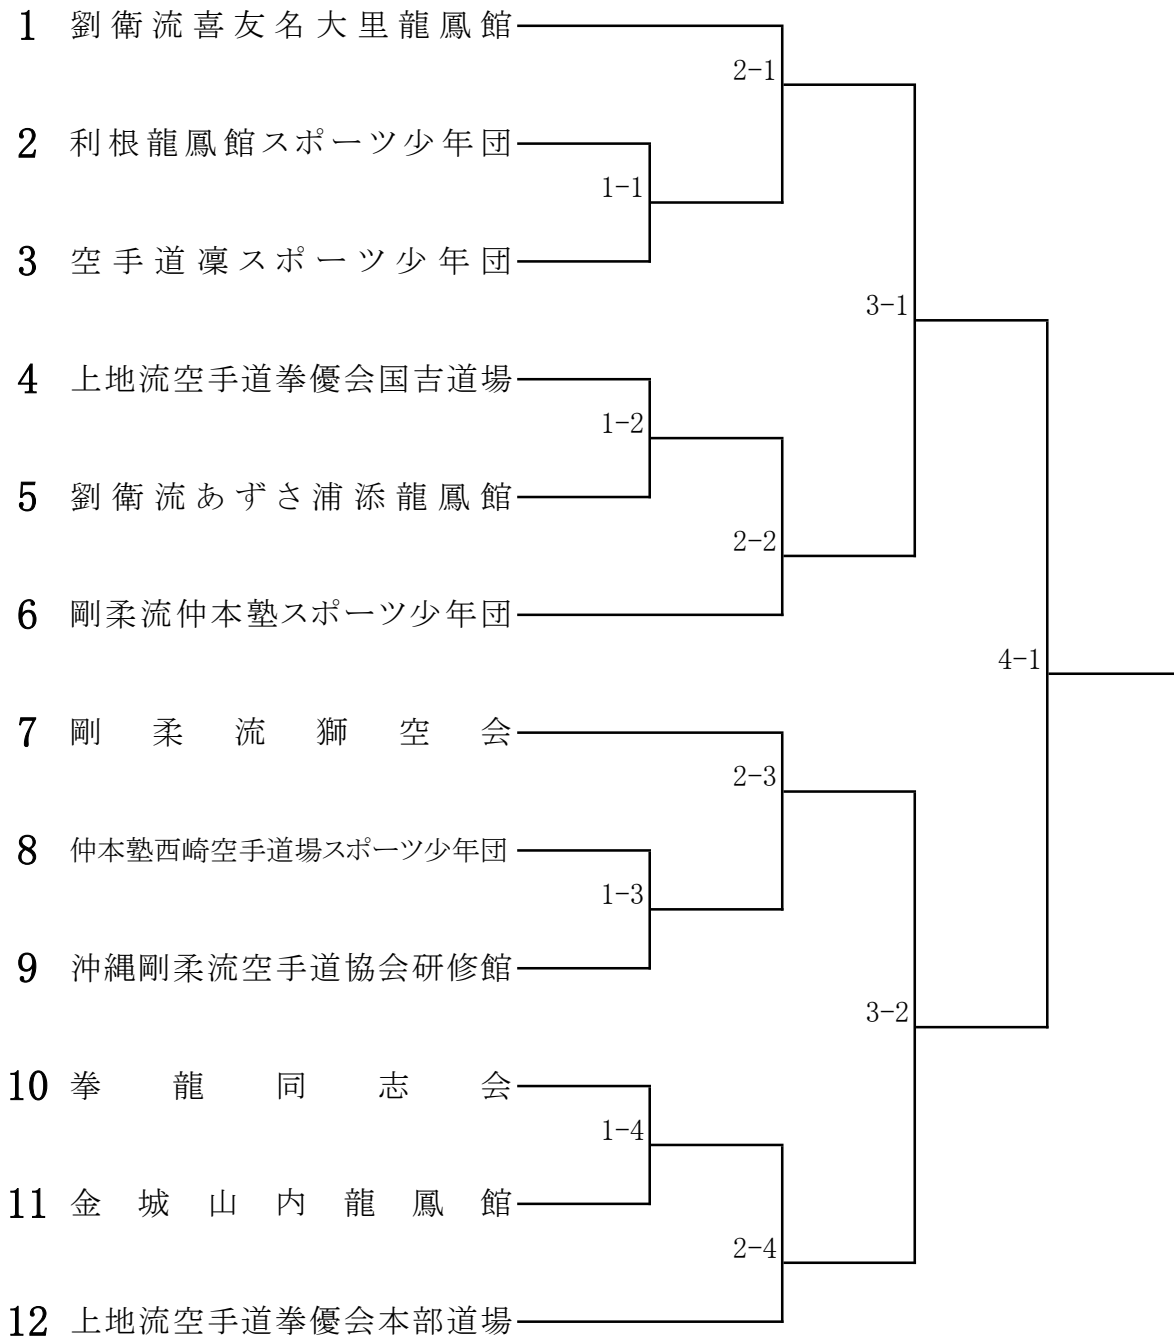 1 劉衛流喜友名大里龍鳳館
2-1
2 利根龍鳳館スポーツ少年団
1-1
3 空手道凜スポーツ少年団
3-1
4 上地流空手道拳優会国吉道場
1-2
5 劉衛流あずさ浦添龍鳳館
2-2
6 剛柔流仲本塾スポーツ少年団
4-1
7 剛柔流獅空会
2-3
8 仲本塾西崎空手道場スポーツ少年団
1-3
9 沖縄剛柔流空手道協会研修館
3-2
10 拳龍同志会
1-4
11 金城山内龍鳳館
2-4
12 上地流空手道拳優会本部道場